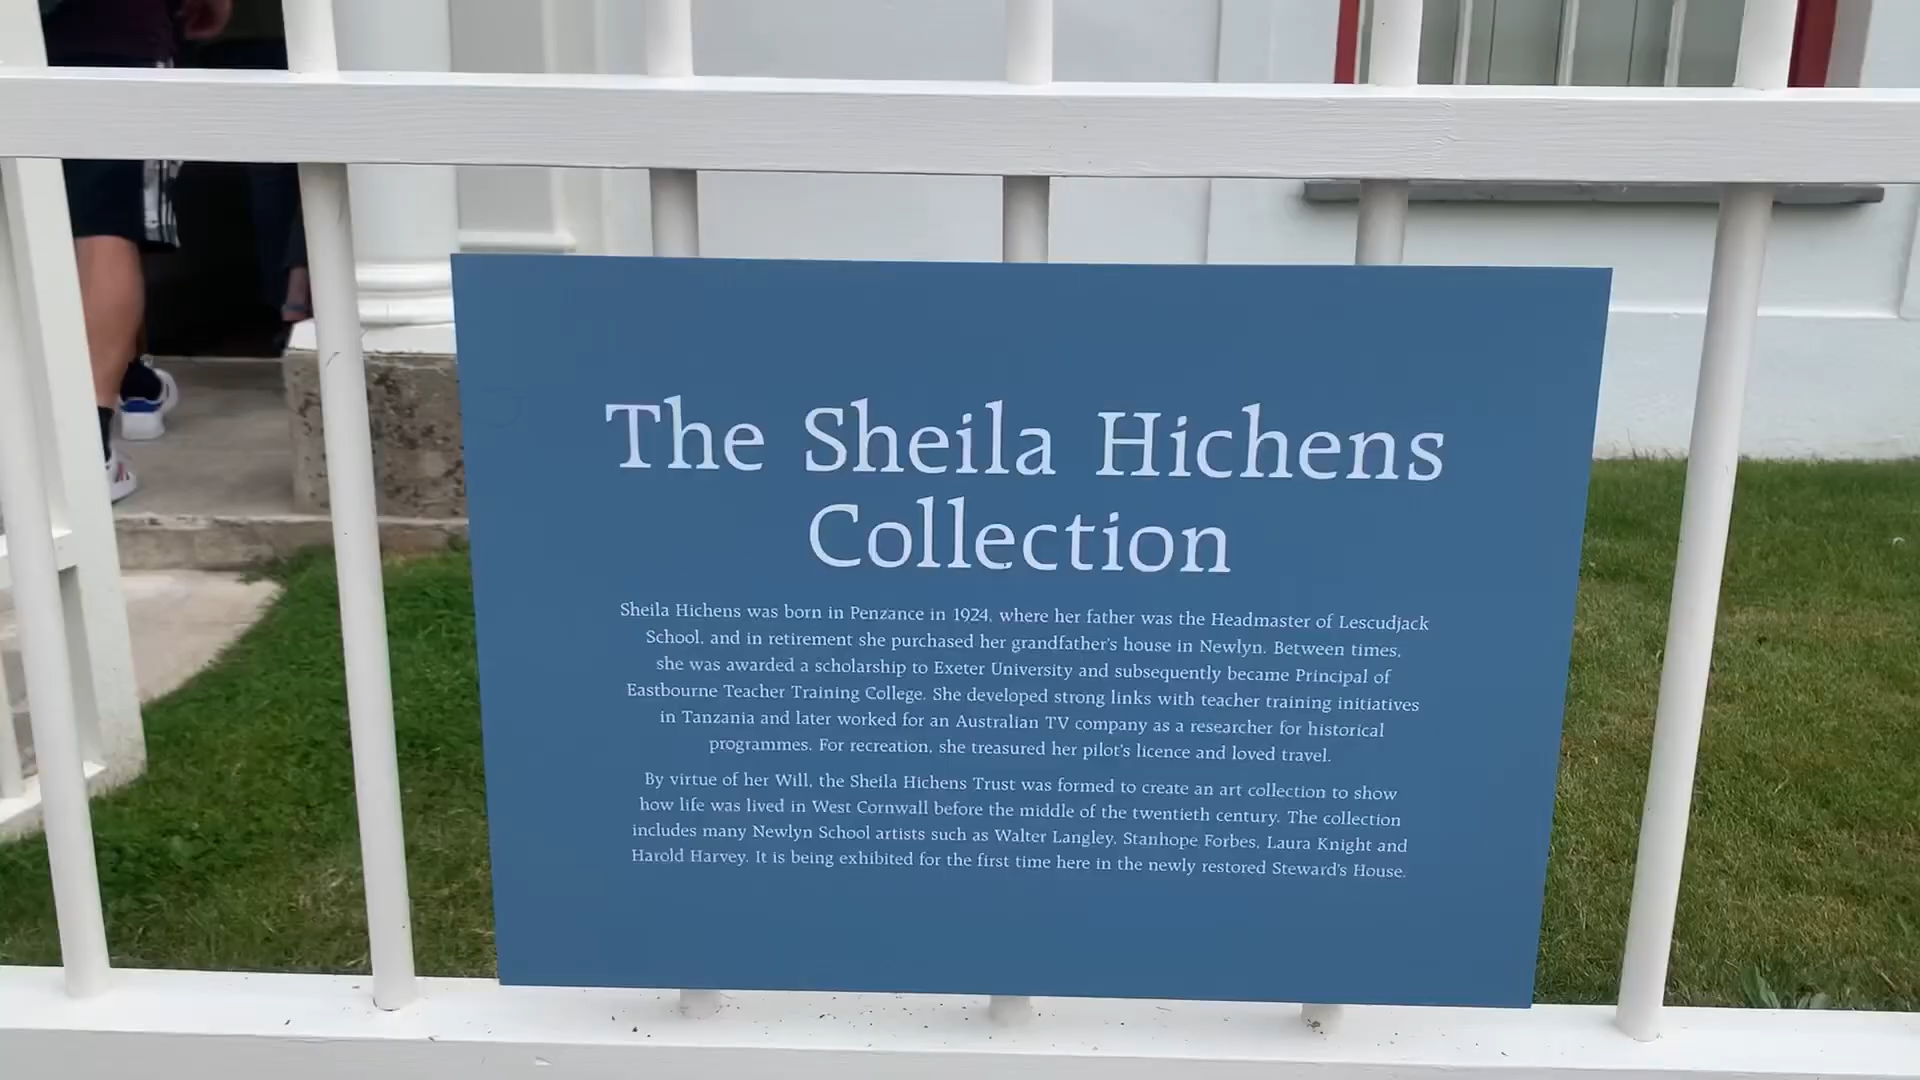 The Sheila Hichens
Collection
Sheila Hichens was born in Penzance in 1924, where her father was the Headmaster of Lescudjack
School, and in retirement she purchased her grandfather's house in Newlyn. Between times,
she was awarded a scholarship to Exeter University and subsequently became Principal of
Eastbourne Teacher Training College. She developed strong links with teacher training initiatives
in Tanzania and later worked for an Australian TV company as a researcher for historical
programmes. For recreation, she treasured her pilot's licence and loved travel.
By virtue of her Will, the Sheila Hichens Trust was formed to create an art collection to show
how life was lived in West Cornwall before the middle of the twentieth century. The collection
includes many Newlyn School artists such as Walter Langley, Stanhope Forbes, Laura Knight and
Harold Harvey. It is being exhibited for the first time here in the newly restored Steward's House.